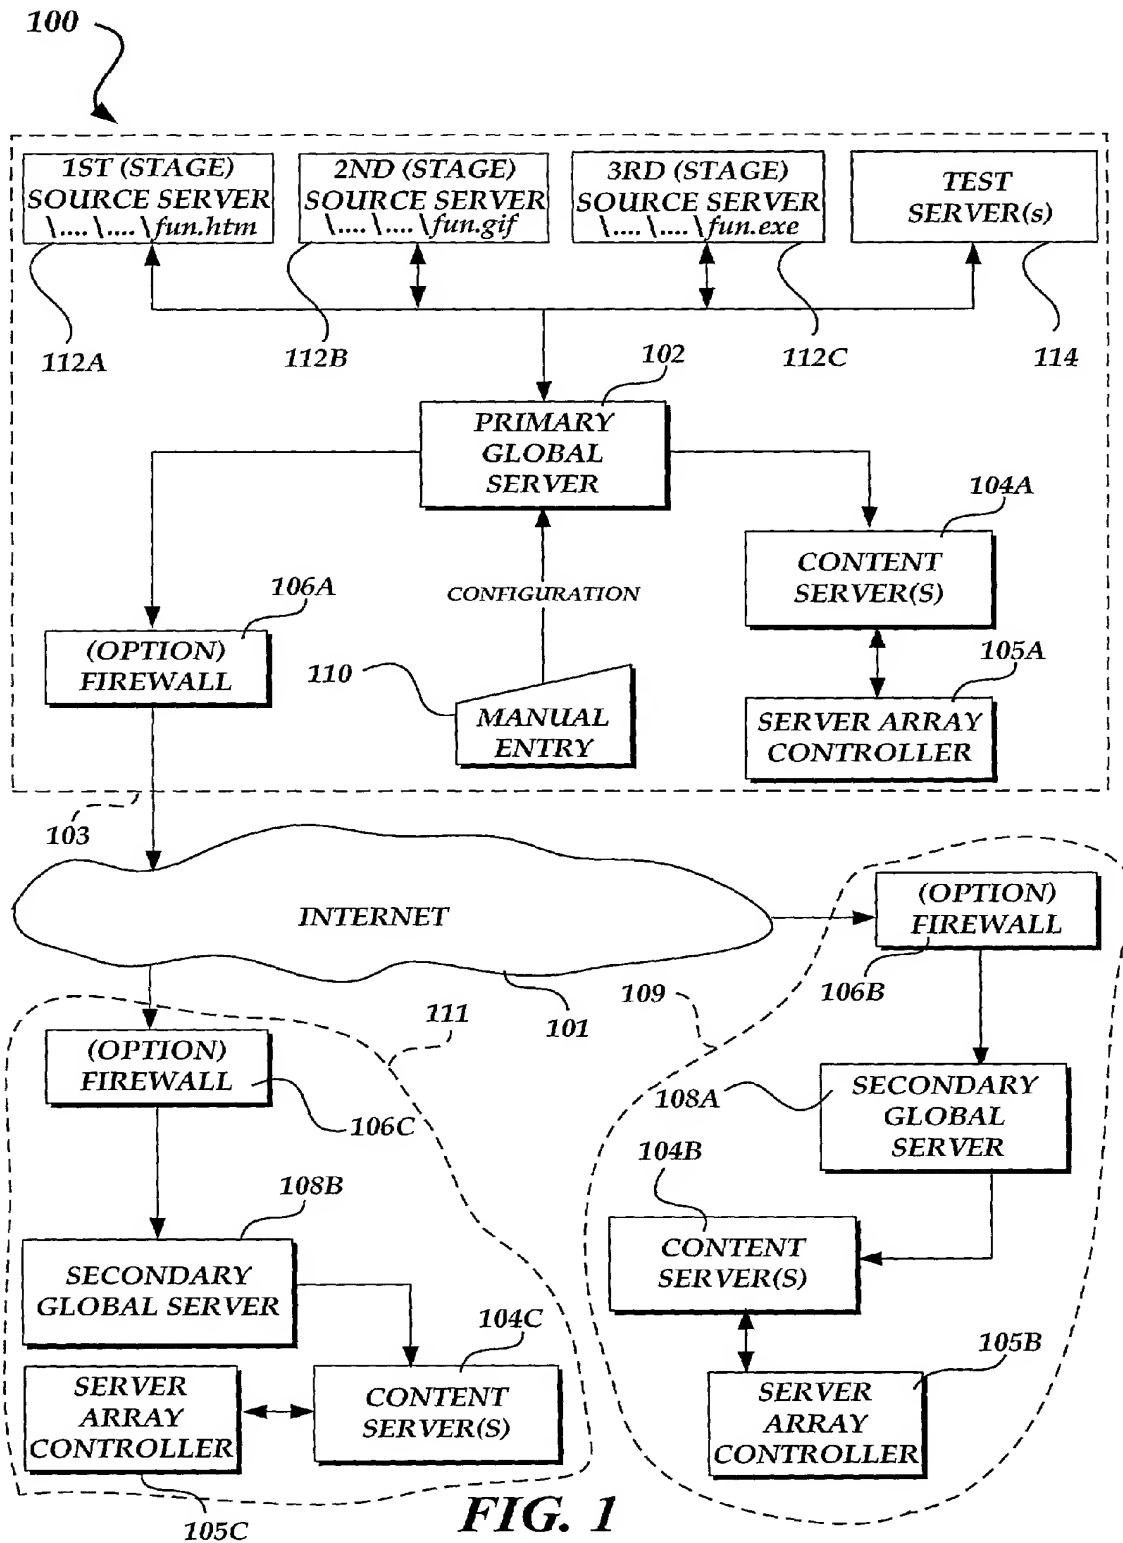 100
1ST (STAGE)
SOURCE SERVER
\.... \.... \fun.htm
2ND (STAGE)
SOURCE SERVER
\.... \.... \fun.gif
3RD (STAGE)
SOURCE SERVER
\.... \.... \fun.exe
TEST
SERVER(s)
112A
112B
112C
114
102
PRIMARY
GLOBAL
SERVER
104A
CONTENT
SERVER(S)
106A
CONFIGURATION
(OPTION)
FIREWALL
110
105A
MANUAL
ENTRY
SERVER ARRAY
CONTROLLER
103
INTERNET
(OPTION)
FIREWALL
106B
101
109
111
(OPTION)
FIREWALL
106C
108A
SECONDARY
GLOBAL
SERVER
104B
108B
CONTENT
SERVER(S)
SECONDARY
GLOBAL SERVER
104C
105B
SERVER
ARRAY
CONTROLLER
CONTENT
SERVER(S)
SERVER
ARRAY
CONTROLLER
105C
FIG. 1